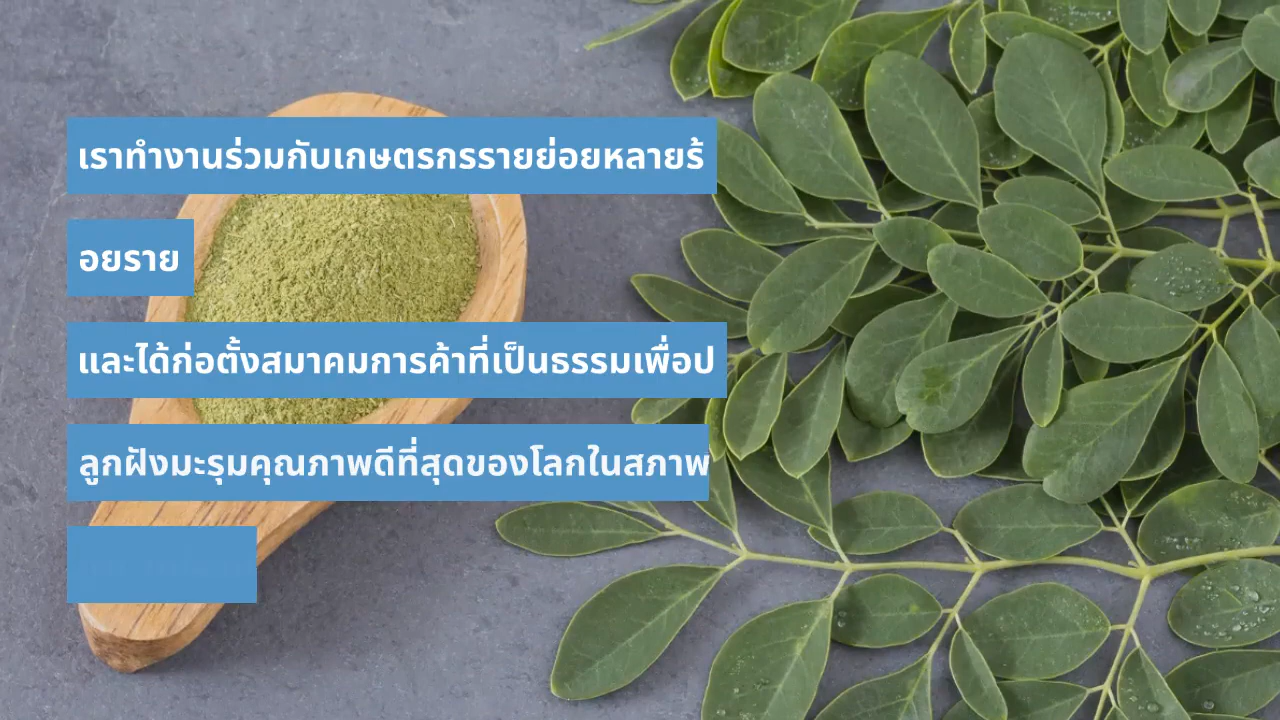 เราทำงานร่วมกับเกษตรกรรายย่อยหลายร้
อยราย
และได้ก่อตั้งสมาคมการค้าที่เป็นธรรมเพื่อป
ลูกฝังมะรุมคุณภาพดีที่สุดของโลกในสภาพ